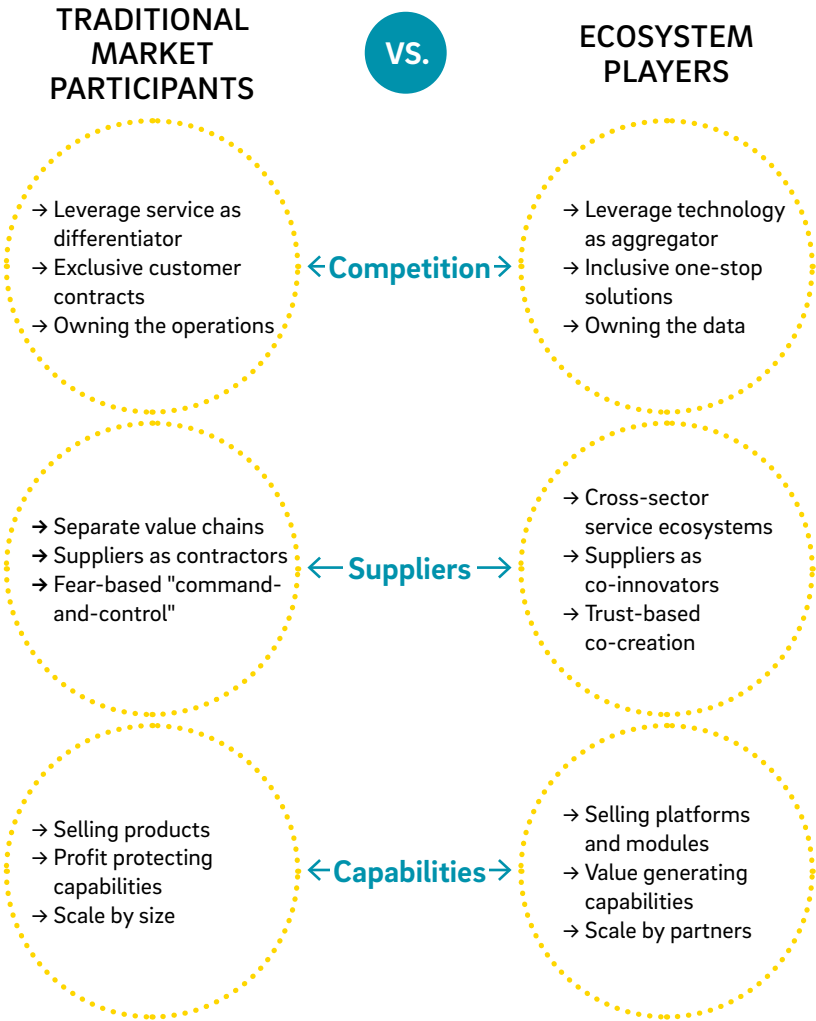 TRADITIONAL
MARKET
PARTICIPANTS
VS.
ECOSYSTEM
PLAYERS
→ Leverage service as
differentiator
→ Exclusive customer
contracts
→ Owning the operations
← Competition →
→ Leverage technology
as aggregator
→ Inclusive one-stop
solutions
→ Owning the data
→ Separate value chains
→ Suppliers as contractors
→ Fear-based "command-
and-control"
← Suppliers →
→ Cross-sector
service ecosystems
→ Suppliers as
co-innovators
→ Trust-based
co-creation
→ Selling products
→ Profit protecting
capabilities
→ Scale by size
← Capabilities →
→ Selling platforms
and modules
→ Value generating
capabilities
→ Scale by partners